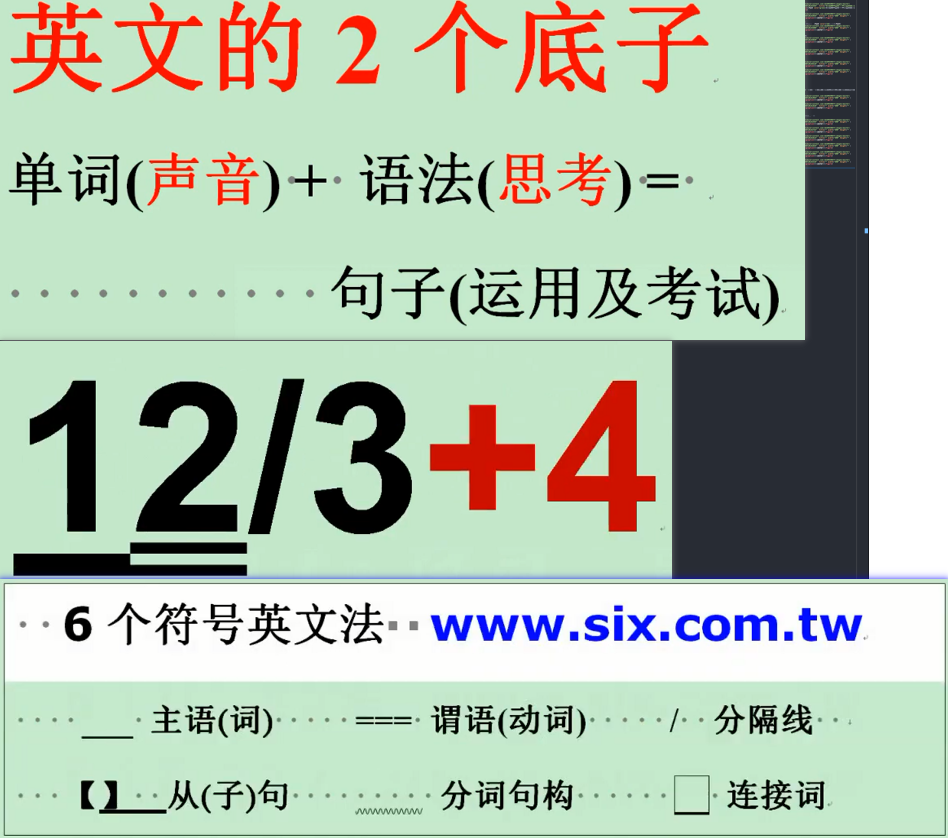 英文的 2 个底子
单词(声音) + 语法(思考) =
句子(运用及考试)
12/3+4
6 个符号英文法 www.six.com.tw
___ 主语(词) === 谓语(动词) / 分隔线
【】___从(子)句 分词句构 □ 连接词